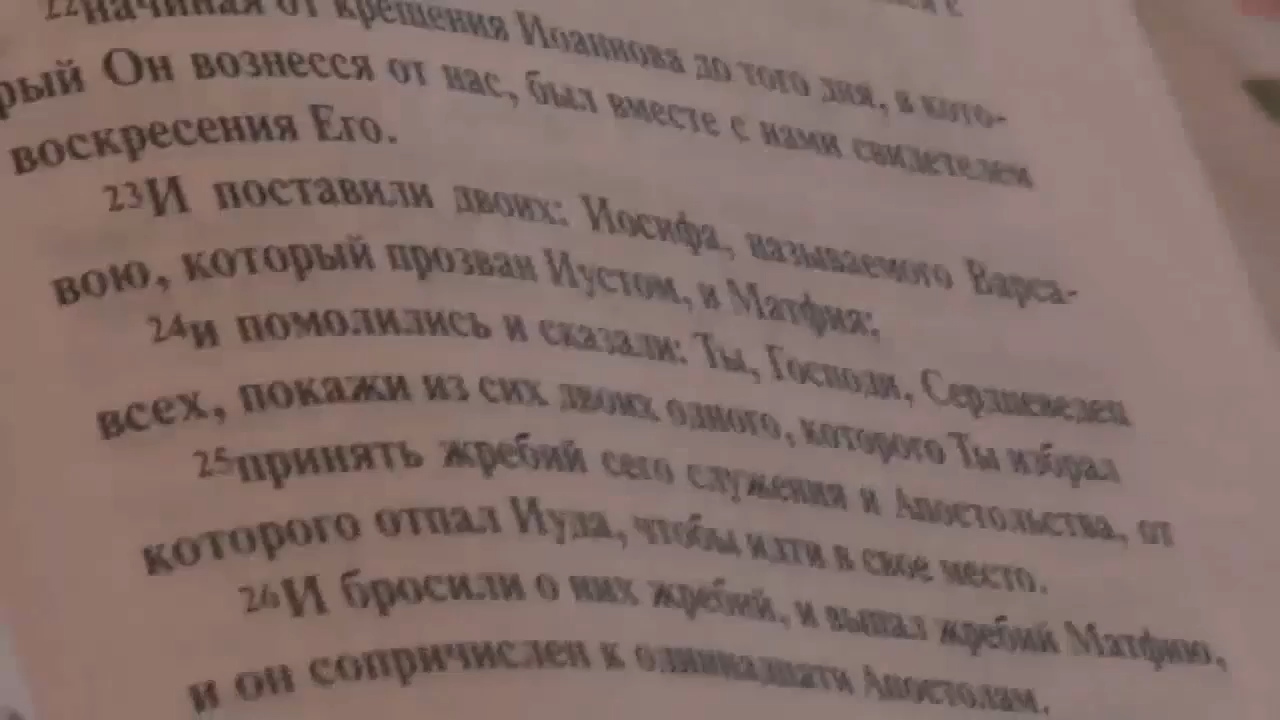 22начиная от крещения Иоаннова до того дня, в кото-
рый Он вознесся от нас, был вместе с нами свидетелем
воскресения Его.
23И поставили двоих: Иосифа, называемого Варса-
вою, который прозван Иустом, и Матфия;
24и помолились и сказали: Ты, Господи, Сердцеведец
всех, покажи из сих двоих одного, которого Ты избрал
25принять жребий сего служения и Апостольства, от
которого отпал Иуда, чтобы идти в свое место.
26И бросили о них жребий, и выпал жребий Матфию,
и он сопричислен к одиннадцати Апостолам.